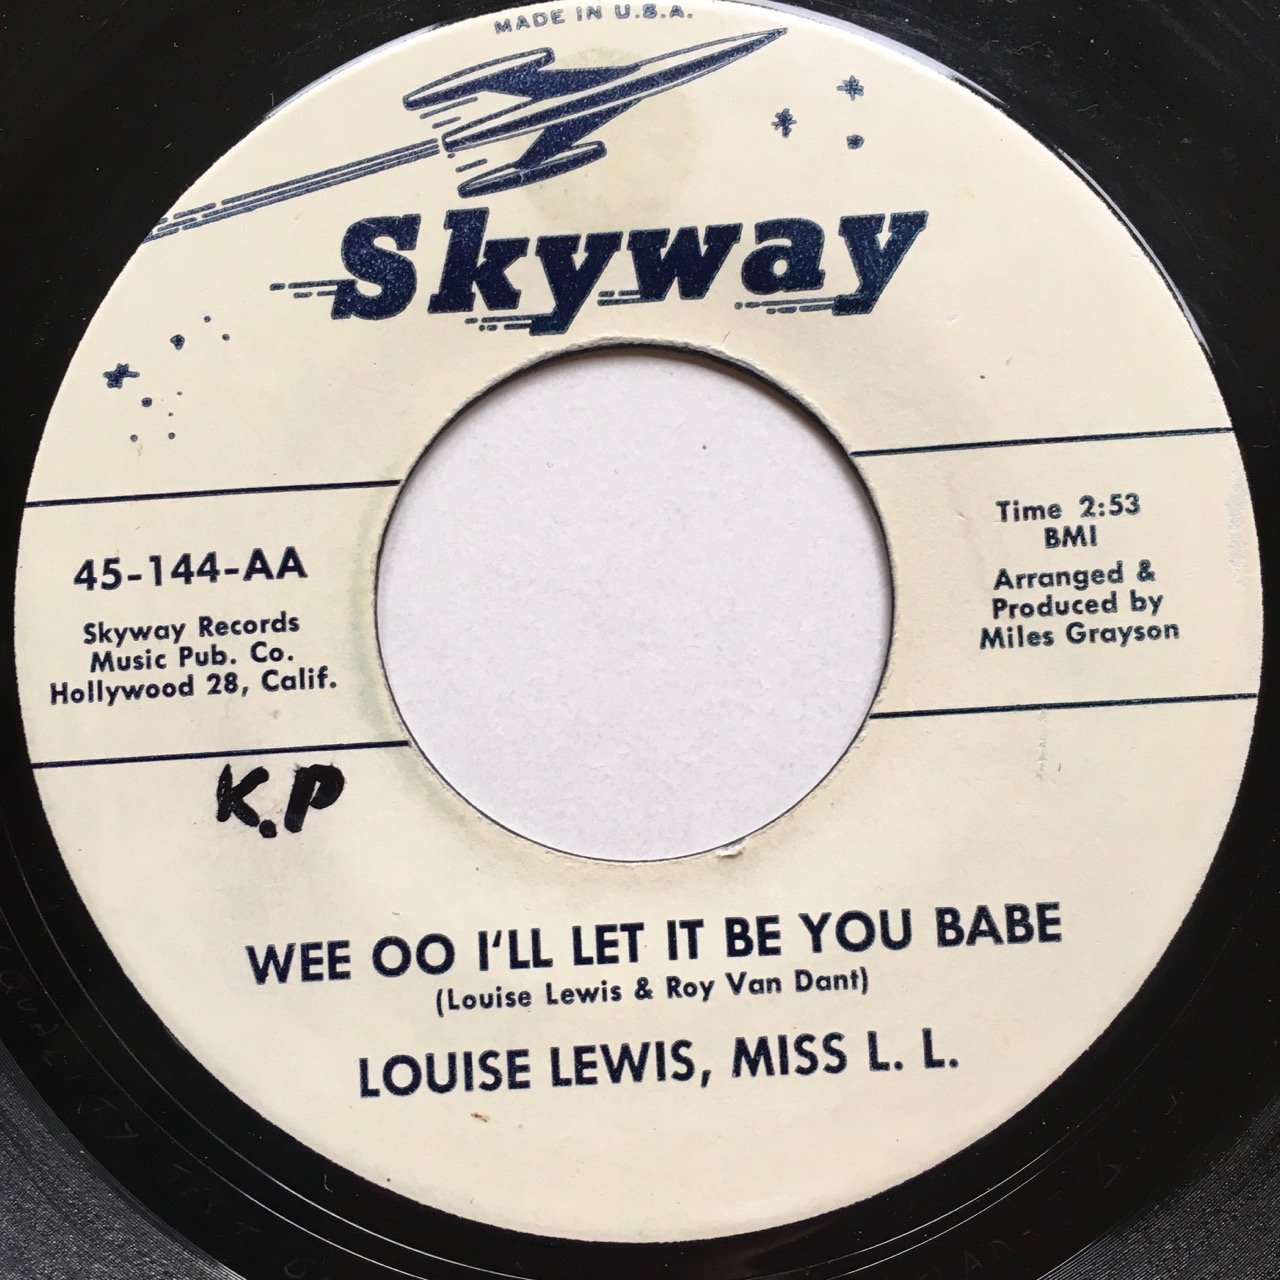 MADE IN U.S.A.
Skyway
45-144-AA
Skyway Records
Music Pub. Co.
Hollywood 28, Calif.
Time 2:53
BMI
Arranged &
Produced by
Miles Grayson
K.P
WEE OO I'LL LET IT BE YOU BABE
(Louise Lewis & Roy Van Dant)
LOUISE LEWIS, MISS L. L.